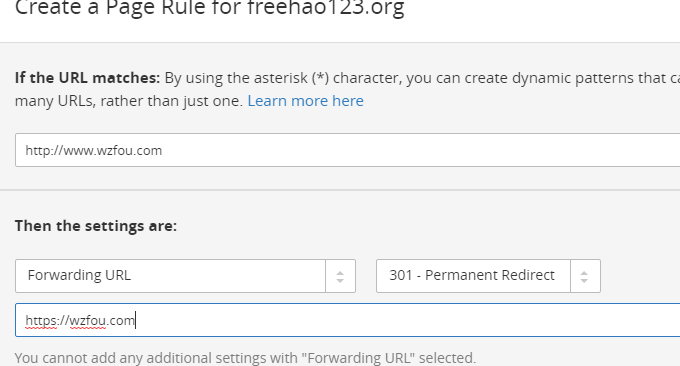 Create a Page Rule for freehao123.org
If the URL matches: By using the asterisk (*) character, you can create dynamic patterns that
many URLs, rather than just one. Learn more here
http://www.wzfou.com
Then the settings are:
Forwarding URL
301 - Permanent Redirect
https://wzfou.com
You cannot add any additional settings with "Forwarding URL" selected.